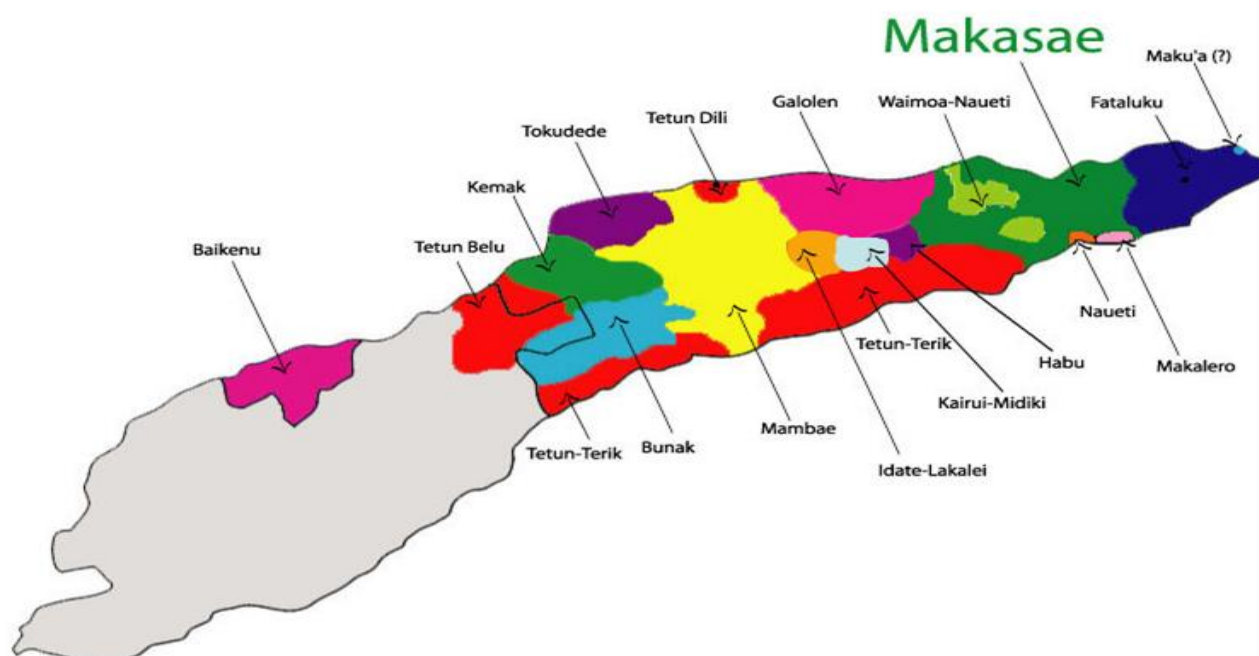 Makasae
Maku'a (?)
Galolen
Waimoa-Naueti
Fataluku
Tetun Dili
Tokudede
Kemak
Tetun Belu
Baikenu
Naueti
Tetun-Terik
Habu
Makalero
Kairui-Midiki
Mambae
Bunak
Tetun-Terik
Idate-Lakalei